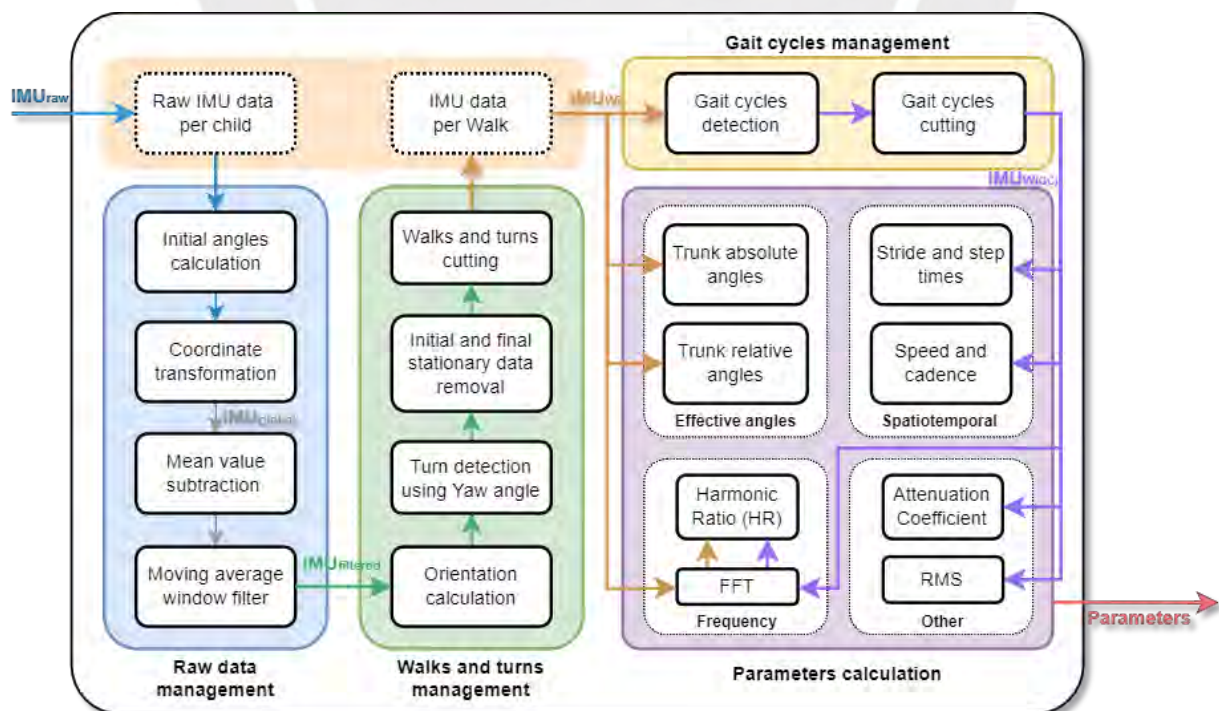 Gait cycles management
IMUraw
Raw IMU data
per child
IMU data
per Walk
IMUWi
Gait cycles
detection
Gait cycles
cutting
IMUWi(GCj)
Initial angles
calculation
Coordinate
transformation
IMUGlobal
Mean value
subtraction
Moving average
window filter
Raw data
management
IMUfiltered
Walks and turns
cutting
Initial and final
stationary data
removal
Turn detection
using Yaw angle
Orientation
calculation
Walks and turns
management
Trunk absolute
angles
Trunk relative
angles
Effective angles
Stride and step
times
Speed and
cadence
Spatiotemporal
Harmonic
Ratio (HR)
FFT
Frequency
Attenuation
Coefficient
RMS
Other
Parameters calculation
Parameters